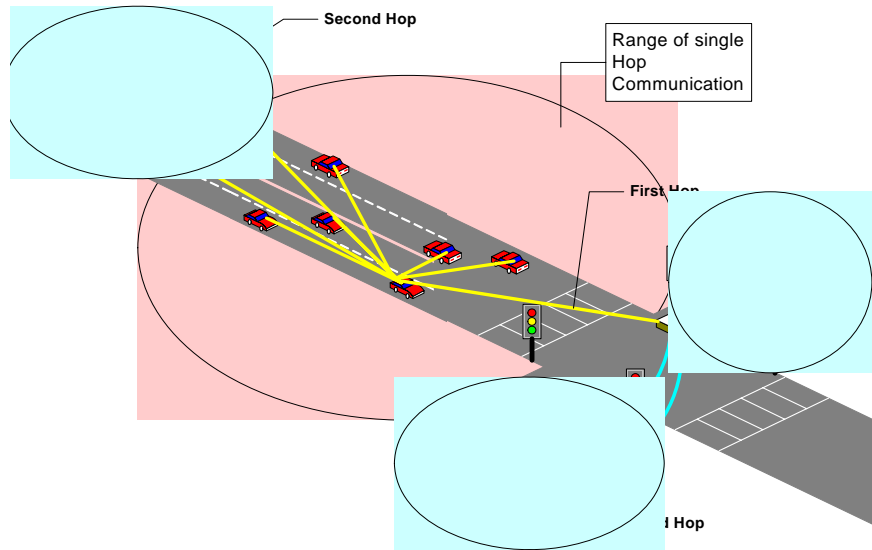 Second Hop
Range of single
Hop
Communication
First Hop
Hop